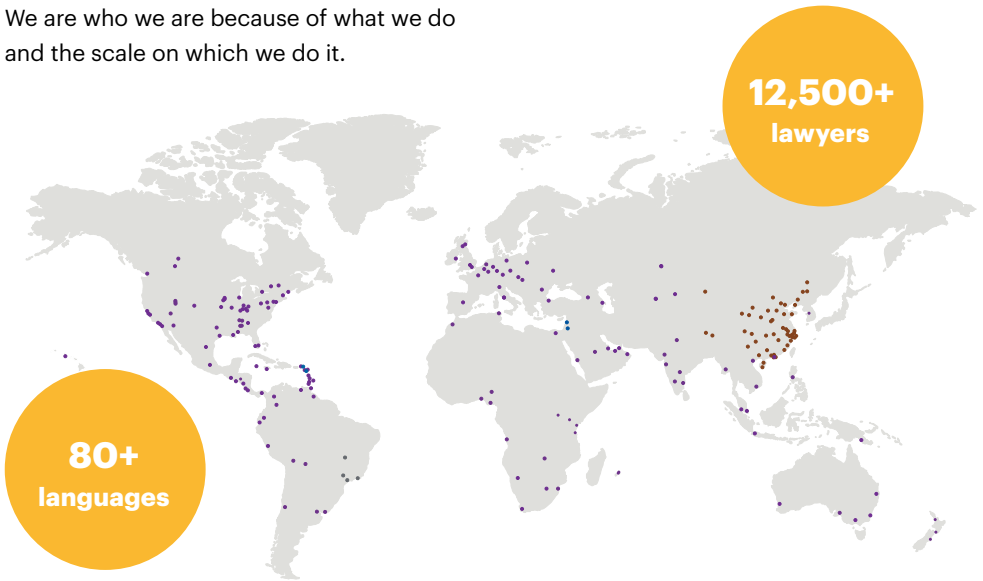 We are who we are because of what we do
and the scale on which we do it.
12,500+
lawyers
80+
languages